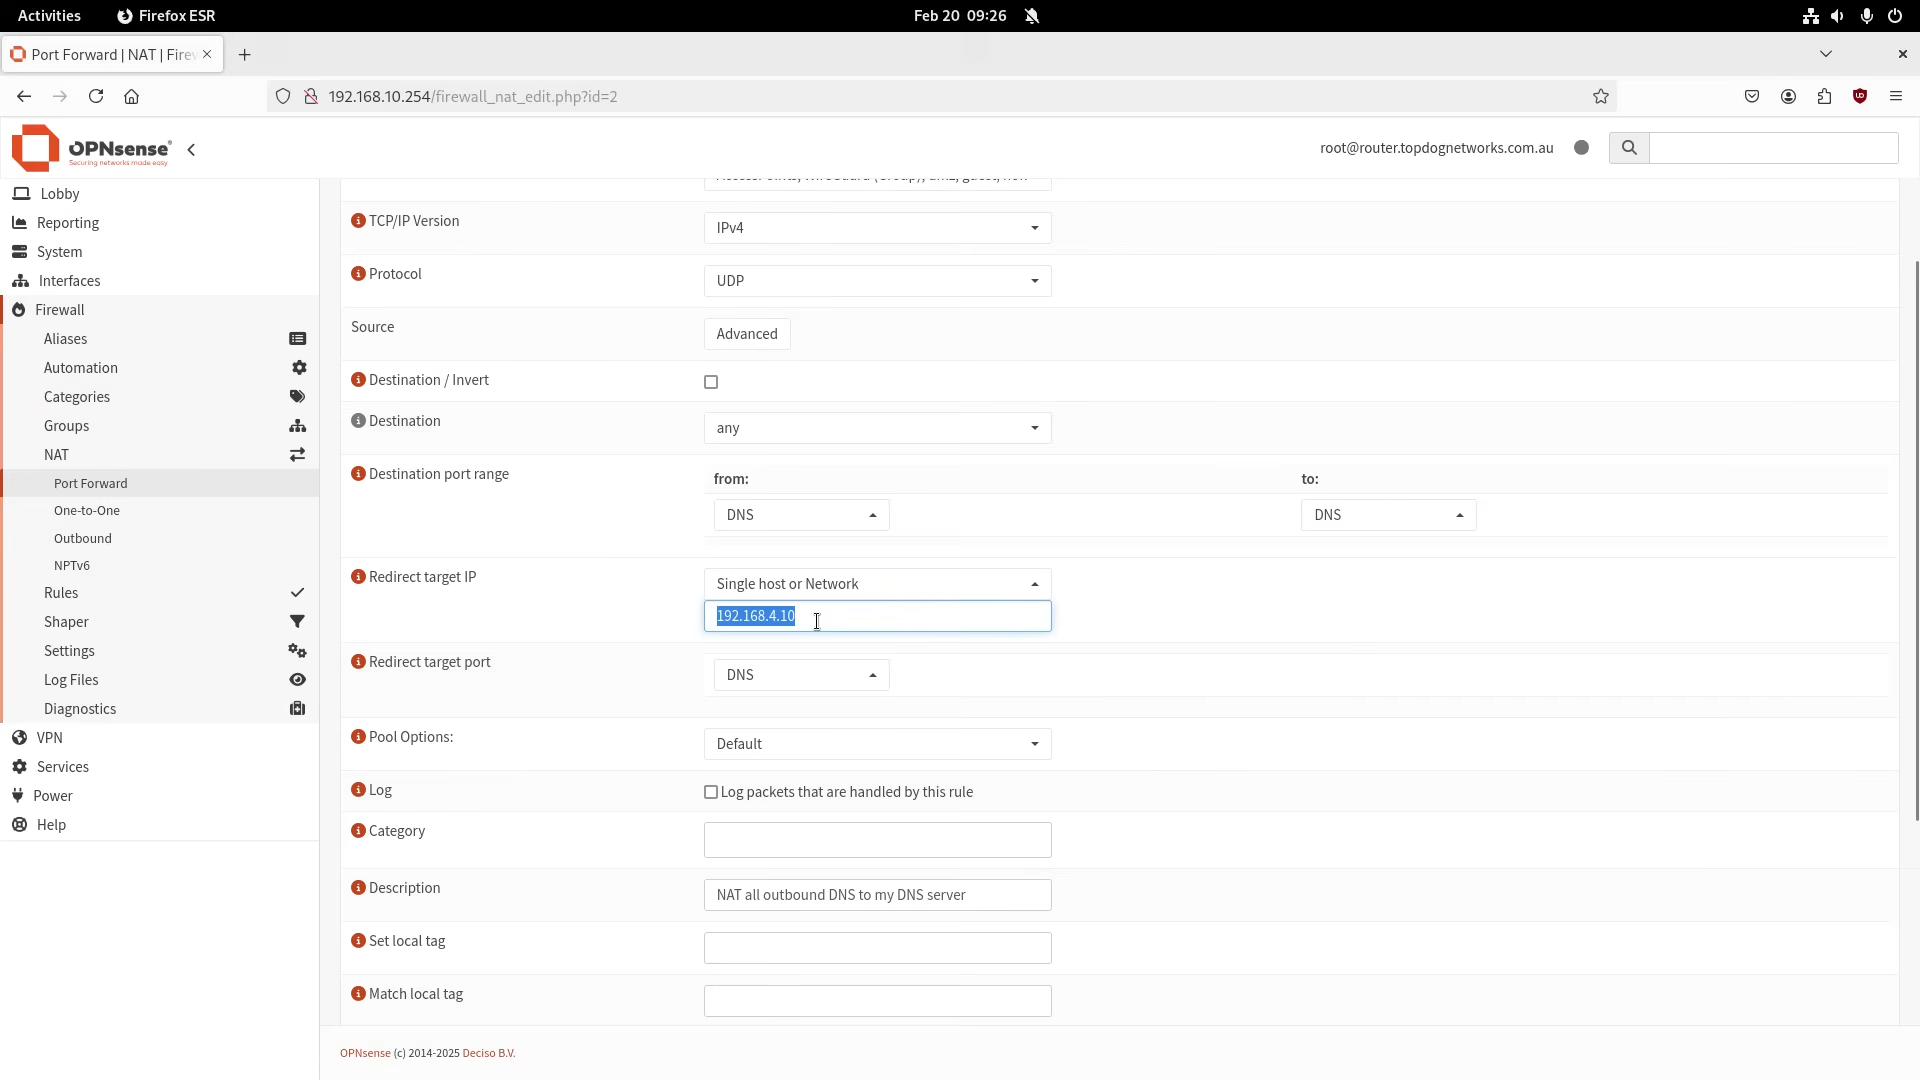 Activities
Firefox ESR
Feb 20 09:26
Port Forward | NAT | Firew
192.168.10.254/firewall_nat_edit.php?id=2
OPNsense
Securing networks made easy
root@router.topdognetworks.com.au
Lobby
Reporting
System
Interfaces
Firewall
Aliases
Automation
Categories
Groups
NAT
Port Forward
One-to-One
Outbound
NPTv6
Rules
Shaper
Settings
Log Files
Diagnostics
VPN
Services
Power
Help
TCP/IP Version
IPv4
Protocol
UDP
Source
Advanced
Destination / Invert
Destination
any
Destination port range
from:
to:
DNS
DNS
Redirect target IP
Single host or Network
192.168.4.10
Redirect target port
DNS
Pool Options:
Default
Log
Log packets that are handled by this rule
Category
Description
NAT all outbound DNS to my DNS server
Set local tag
Match local tag
OPNsense (c) 2014-2025 Deciso B.V.